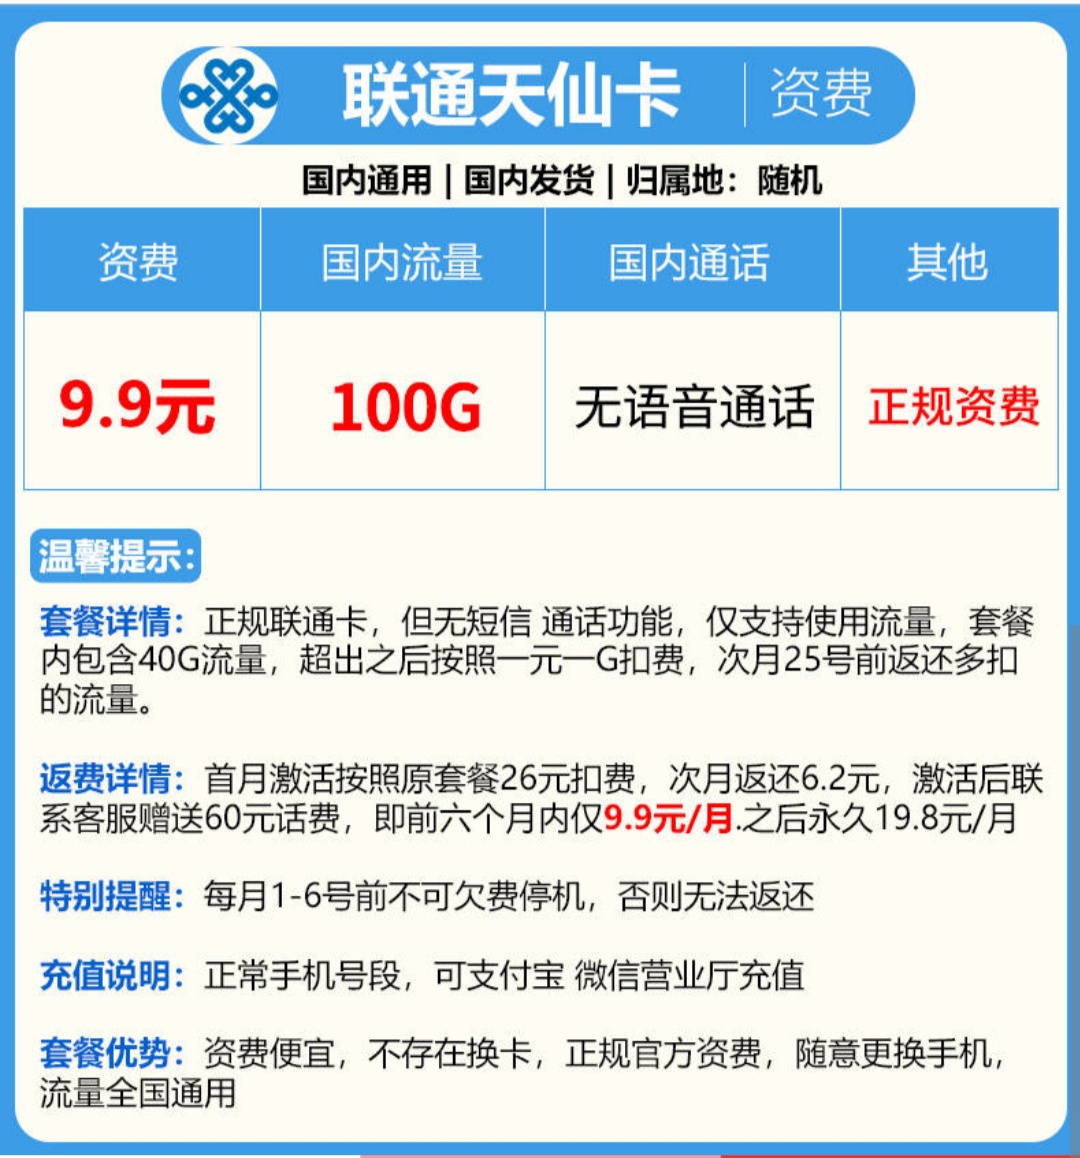 联通天仙卡 | 资费
国内通用 | 国内发货 | 归属地：随机
资费 国内流量 国内通话 其他
9.9元 100G 无语音通话 正规资费
温馨提示：
套餐详情：正规联通卡，但无短信 通话功能，仅支持使用流量，套餐
内包含40G流量，超出之后按照一元一G扣费，次月25号前返还多扣
的流量。
返费详情：首月激活按照原套餐26元扣费，次月返还6.2元，激活后联
系客服赠送60元话费，即前六个月内仅9.9元/月.之后永久19.8元/月
特别提醒：每月1-6号前不可欠费停机，否则无法返还
充值说明：正常手机号段，可支付宝 微信营业厅充值
套餐优势：资费便宜，不存在换卡，正规官方资费，随意更换手机，
流量全国通用